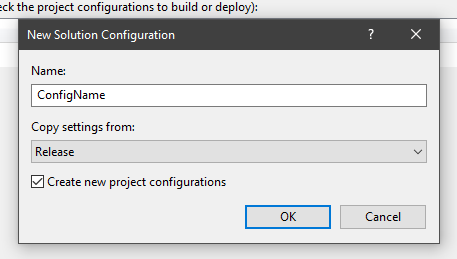 eck the project configurations to build or deploy):
New Solution Configuration
?
Name:
ConfigName
Copy settings from:
Release
Create new project configurations
OK
Cancel